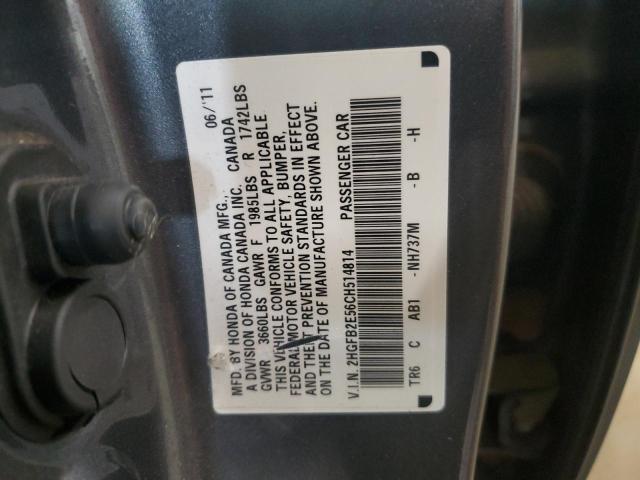 MFD. BY HONDA OF CANADA MFG., 06/'11
A DIVISION OF HONDA CANADA INC. CANADA
GVWR 3660LBS GAWR F 1985LBS R 1742LBS
THIS VEHICLE CONFORMS TO ALL APPLICABLE
FEDERAL MOTOR VEHICLE SAFETY, BUMPER,
AND THEFT PREVENTION STANDARDS IN EFFECT
ON THE DATE OF MANUFACTURE SHOWN ABOVE.
V.I.N. 2HGFB2E56CH514814 PASSENGER CAR
TR6 C AB1 -NH737M -B -H